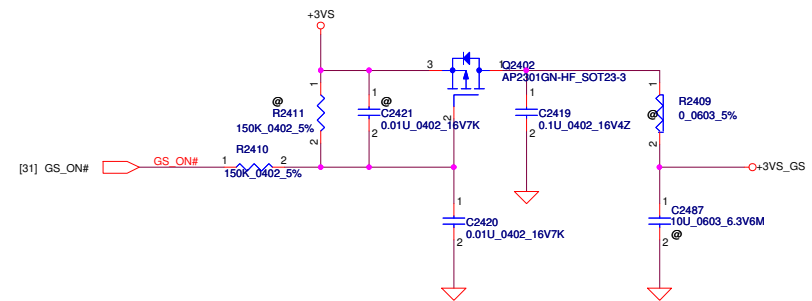 +3VS
3
1
Q2402
AP2301GN-HF_SOT23-3
2
1
@
R2411
150K_0402_5%
2
1
@
C2421
0.01U_0402_16V7K
2
1
C2419
0.1U_0402_16V4Z
2
1
R2409
@
0_0603_5%
2
R2410
[31] GS_ON#
GS_ON#
1
2
150K_0402_5%
+3VS_GS
1
C2420
0.01U_0402_16V7K
2
1
C2487
10U_0603_6.3V6M
2
@